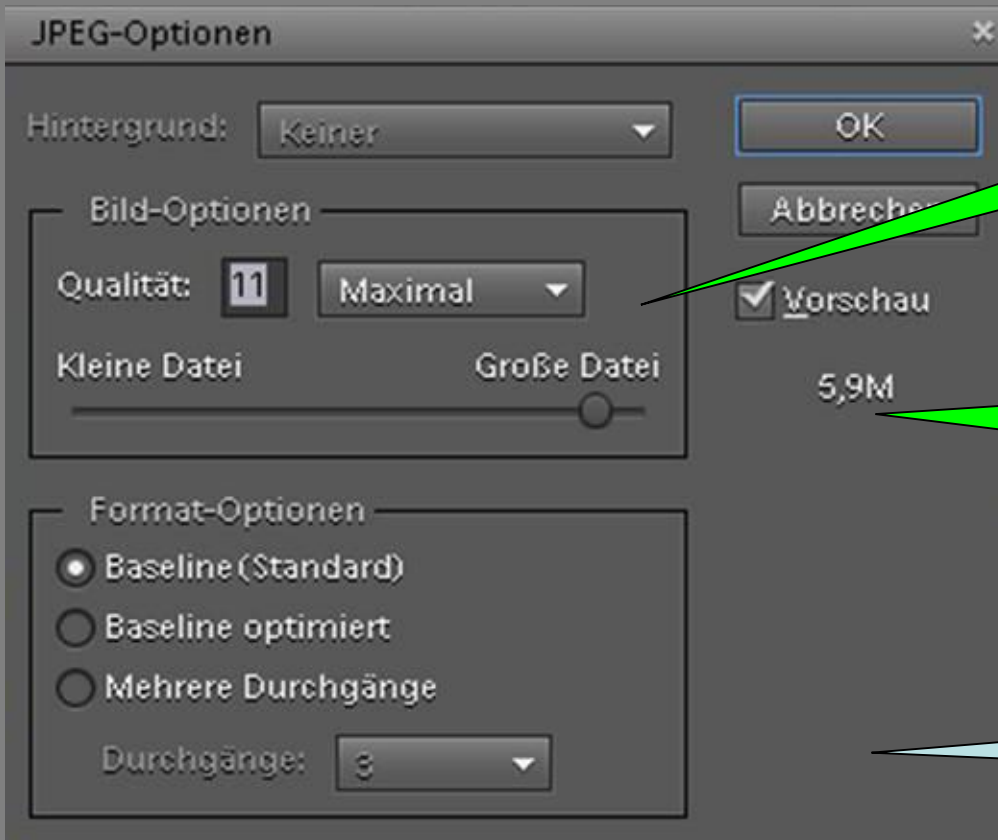 JPEG-Optionen
Hintergrund: Keiner
OK
Bild-Optionen
Abbrechen
Qualität: 11 Maximal
Vorschau
Kleine Datei Große Datei
5,9M
Format-Optionen
Baseline (Standard)
Baseline optimiert
Mehrere Durchgänge
Durchgänge: 3